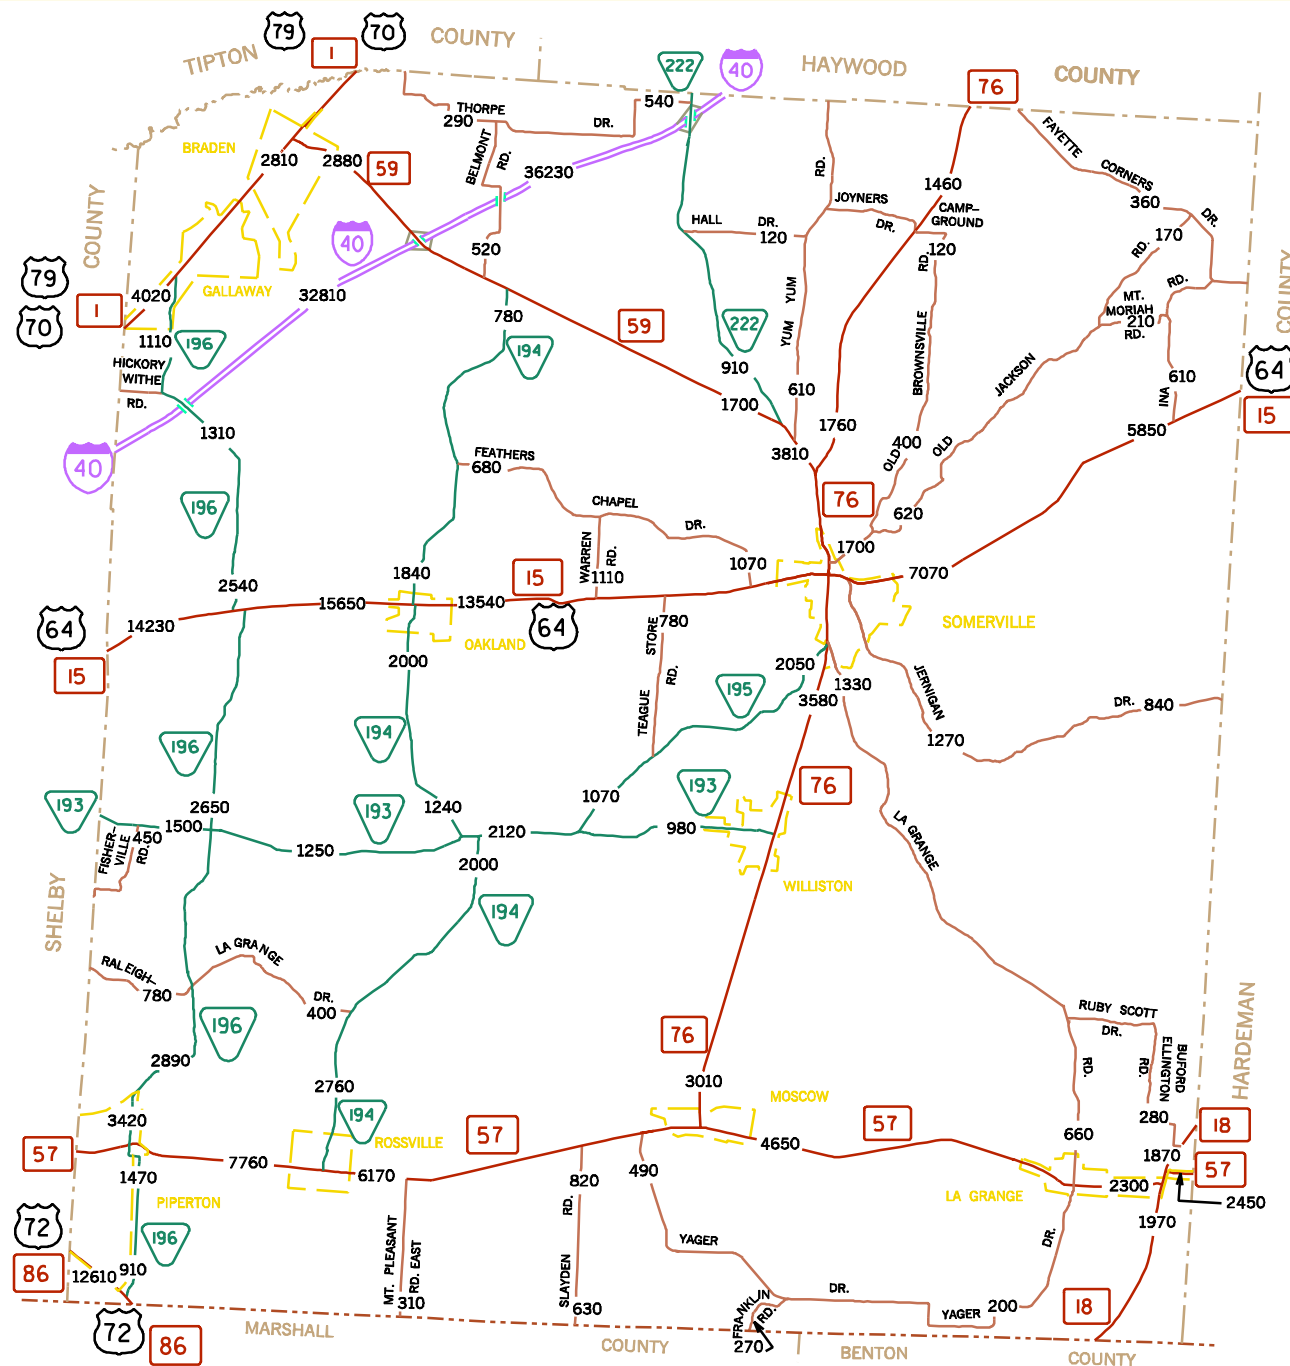 79
1
70
TIPTON
COUNTY
222
40
HAYWOOD
COUNTY
76
THORPE
290
DR.
540
BRADEN
2810
2880
59
BELMONT
RD.
36230
RD.
1460
FAYETTE
CORNERS
360
DR.
JOYNERS
DR.
CAMP-
GROUND
HALL
DR.
120
120
RD.
170
RD.
COUNTY
40
520
79
70
1
4020
GALLAWAY
32810
YUM
YUM
MT.
MORIAH
210
RD.
RD.
COUNTY
780
59
222
1110
196
194
HICKORY
WITHE
RD.
910
BROWNSVILLE
JACKSON
610
INA
64
15
610
1700
1760
5850
1310
40
3810
OLD
400
OLD
FEATHERS
680
CHAPEL
DR.
76
620
196
WARREN
RD.
1110
1070
1700
7070
2540
1840
15
64
15650
13540
64
14230
15
OAKLAND
2000
STORE
780
TEAGUE
RD.
SOMERVILLE
2050
1330
3580
195
JERNIGAN
1270
DR.
840
196
194
193
1500
2650
193
1240
2120
1070
193
980
76
FISHER-
VILLE
RD.
450
1250
2000
LA GRANGE
WILLISTON
SHELBY
194
RALEIGH-
780
LA GRANGE
DR.
400
196
76
RUBY SCOTT
DR.
RD.
RD.
BUFORD
ELLINGTON
HARDEMAN
2890
2760
3010
MOSCOW
280
3420
194
ROSSVILLE
57
57
4650
660
18
57
7760
6170
1470
820
490
1870
57
LA GRANGE
2300
2450
PIPERTON
RD.
1970
72
196
86
12610
910
MT. PLEASANT
RD. EAST
310
SLAYDEN
630
YAGER
DR.
DR.
FRANKLIN
RD.
270
YAGER
200
18
72
86
MARSHALL
COUNTY
BENTON
COUNTY